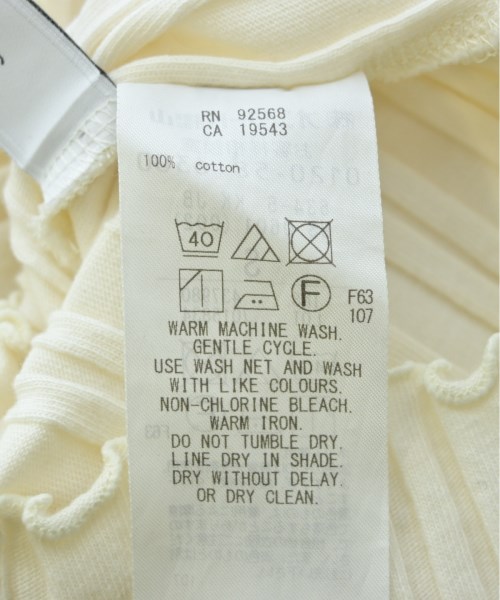 RN 92568
CA 19543
100% cotton
40
F
F63
107
WARM MACHINE WASH.
GENTLE CYCLE.
USE WASH NET AND WASH
WITH LIKE COLOURS.
NON-CHLORINE BLEACH.
WARM IRON.
DO NOT TUMBLE DRY.
LINE DRY IN SHADE.
DRY WITHOUT DELAY.
OR DRY CLEAN.